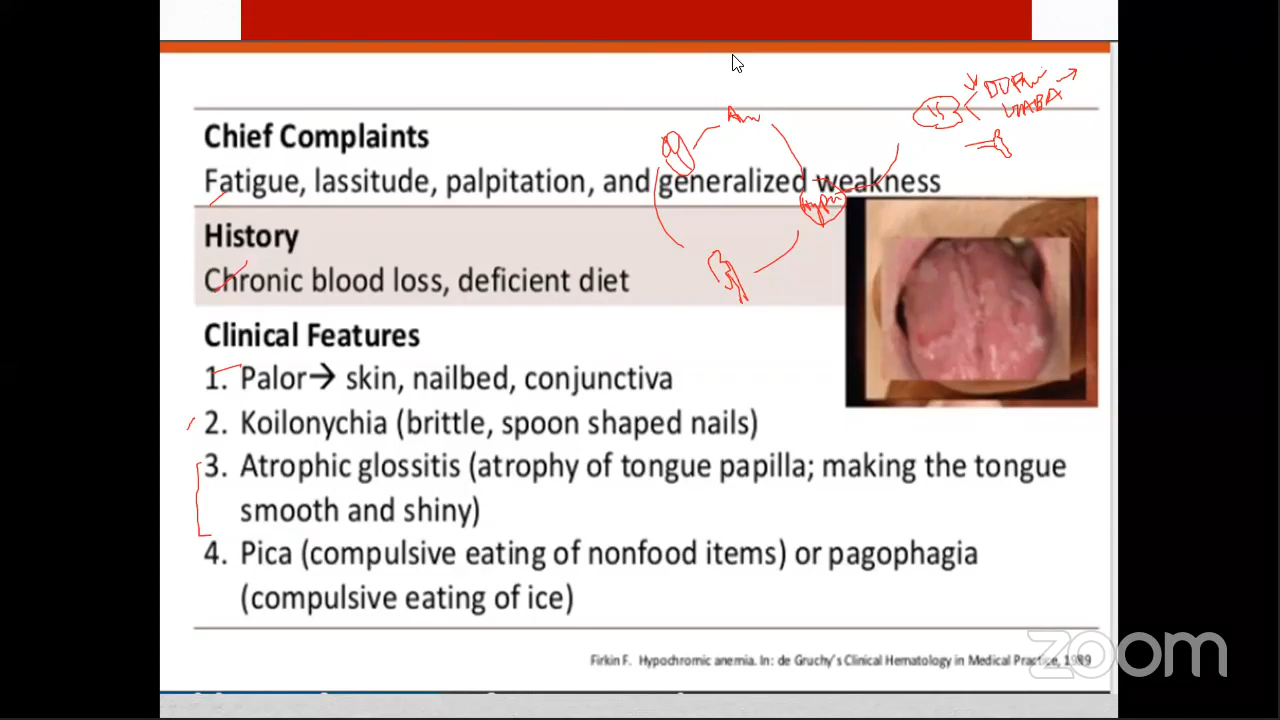 Chief Complaints
Fatigue, lassitude, palpitation, and generalized weakness
History
Chronic blood loss, deficient diet
Clinical Features
1. Palor→ skin, nailbed, conjunctiva
2. Koilonychia (brittle, spoon shaped nails)
3. Atrophic glossitis (atrophy of tongue papilla; making the tongue
smooth and shiny)
4. Pica (compulsive eating of nonfood items) or pagophagia
(compulsive eating of ice)
Firkin F. Hypochromic anemia. In: de Gruchy's Clinical Hematology in Medical Practice, 1989
zoom